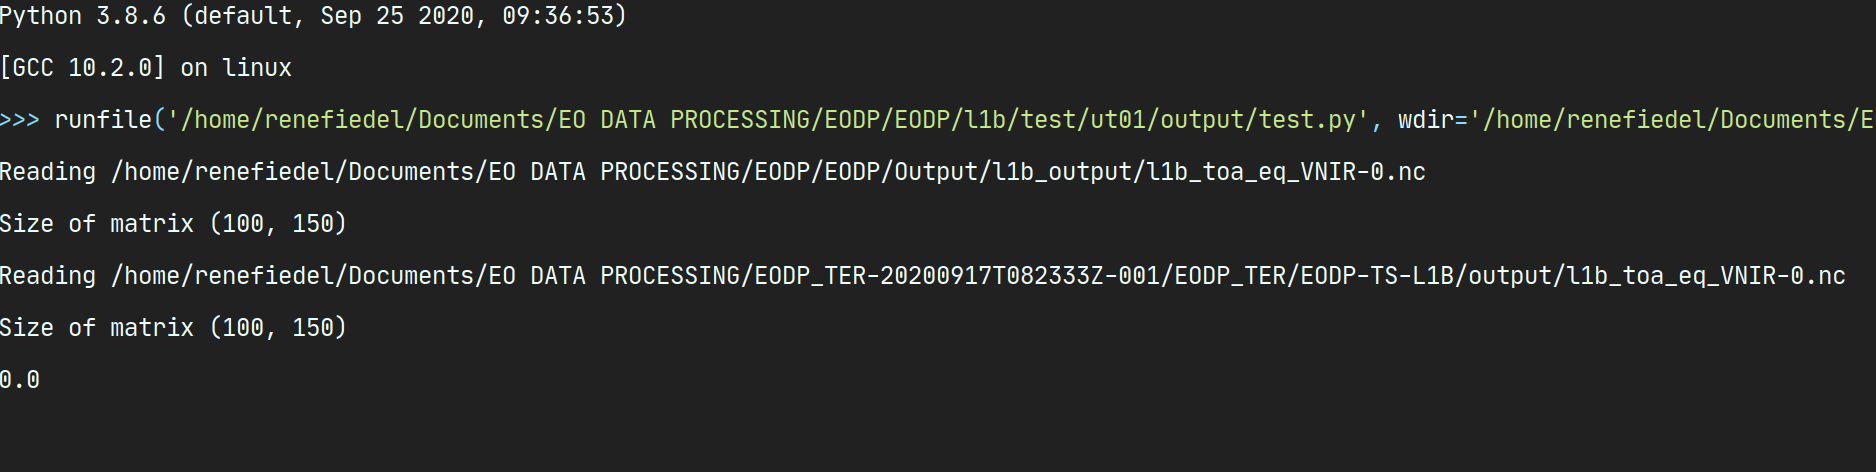 Python 3.8.6 (default, Sep 25 2020, 09:36:53)
[GCC 10.2.0] on linux
>>> runfile('/home/renefiedel/Documents/EO DATA PROCESSING/EODP/EODP/l1b/test/ut01/output/test.py', wdir='/home/renefiedel/Documents/E
Reading /home/renefiedel/Documents/EO DATA PROCESSING/EODP/EODP/Output/l1b_output/l1b_toa_eq_VNIR-0.nc
Size of matrix (100, 150)
Reading /home/renefiedel/Documents/EO DATA PROCESSING/EODP_TER-20200917T082333Z-001/EODP_TER/EODP-TS-L1B/output/l1b_toa_eq_VNIR-0.nc
Size of matrix (100, 150)
0.0